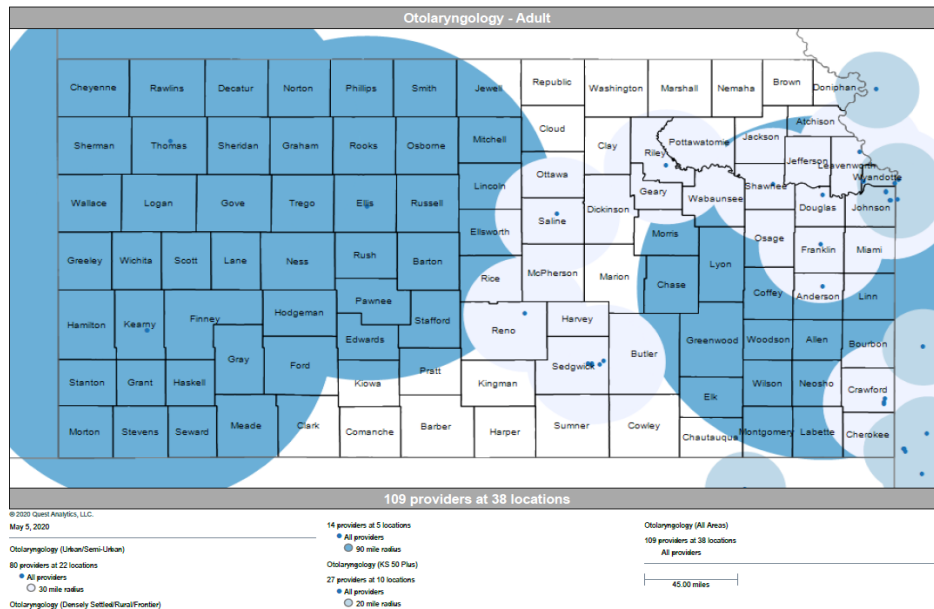 Otolaryngology - Adult
Cheyenne Rawlins Decatur Norton Phillips Smith Jewell Republic Washington Marshall Nemaha Brown Doniphan
Sherman Thomas Sheridan Graham Rooks Osborne Mitchell Cloud Clay Riley Pottawatomie Jackson Atchison
Jefferson Leavenworth
Wyandotte
Lincoln Ottawa Geary Wabaunsee Shawnee
Wallace Logan Gove Trego Ellis Russell Saline Dickinson Douglas Johnson
Ellsworth Morris Osage
Greeley Wichita Scott Lane Ness Rush Barton Rice McPherson Marion Chase Lyon Franklin Miami
Coffey Anderson Linn
Hamilton Kearny Finney Hodgeman Pawnee Stafford Reno Harvey
Edwards Gray Ford Sedgwick Butler Greenwood Woodson Allen Bourbon
Stanton Grant Haskell Kiowa Pratt Kingman Elk Wilson Neosho Crawford
Morton Stevens Seward Meade Clark Comanche Barber Harper Sumner Cowley Chautauqua Montgomery Labette Cherokee
109 providers at 38 locations
© 2020 Quest Analytics, LLC.
May 5, 2020
Otolaryngology (Urban/Semi-Urban)
80 providers at 22 locations
All providers
30 mile radius
Otolaryngology (Densely Settled/Rural/Frontier)
14 providers at 5 locations
All providers
90 mile radius
Otolaryngology (KS 50 Plus)
27 providers at 10 locations
All providers
20 mile radius
Otolaryngology (All Areas)
109 providers at 38 locations
All providers
45.00 miles